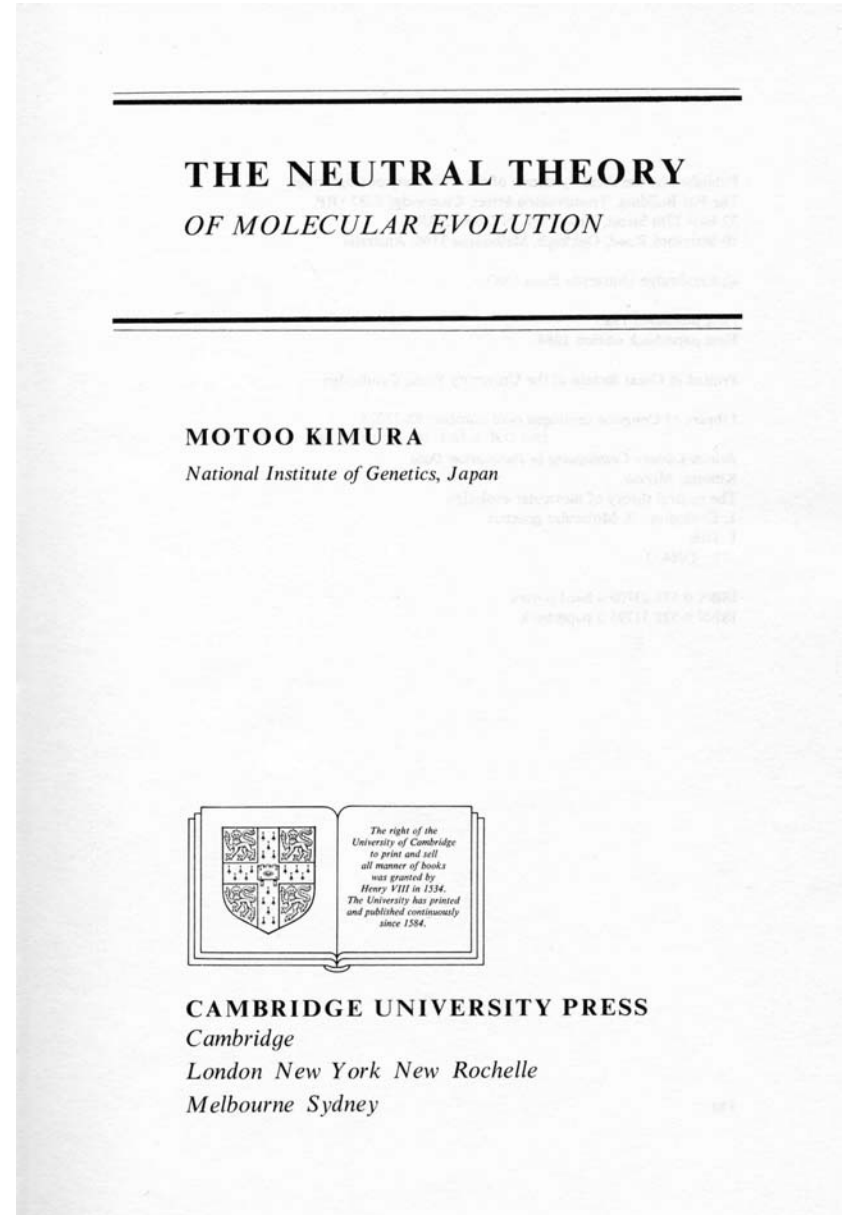 THE NEUTRAL THEORY
OF MOLECULAR EVOLUTION
MOTOO KIMURA
National Institute of Genetics, Japan
The right of the
University of Cambridge
to print and sell
all manner of books
was granted by
Henry VIII in 1534.
The University has printed
and published continuously
since 1584.
CAMBRIDGE UNIVERSITY PRESS
Cambridge
London New York New Rochelle
Melbourne Sydney